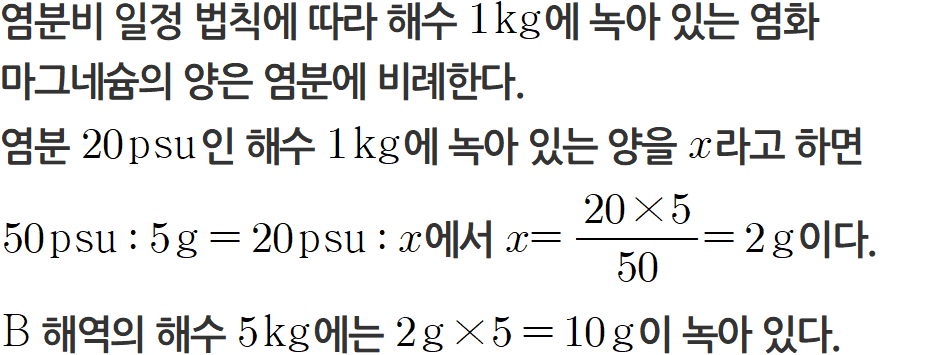 염분비 일정 법칙에 따라 해수 1kg에 녹아 있는 염화
마그네슘의 양은 염분에 비례한다.
염분 20psu인 해수 1kg에 녹아 있는 양을 x라고 하면
50psu : 5g = 20psu : x에서 x = \frac{20×5}{50} = 2g이다.
B 해역의 해수 5kg에는 2g×5 = 10g이 녹아 있다.